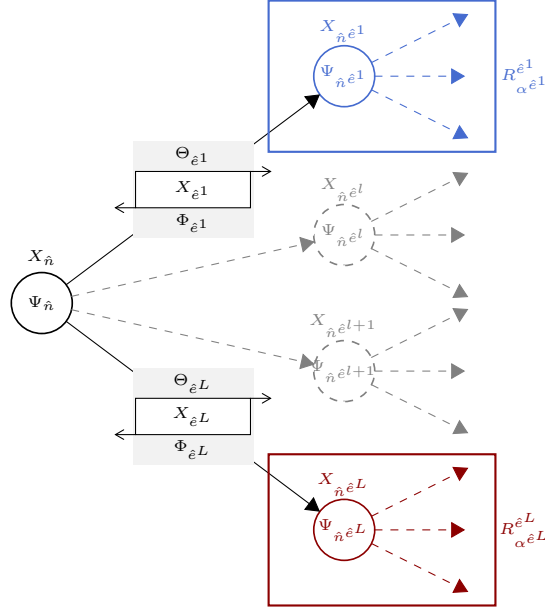 X_{\hat{n}\hat{e}^1}
Ψ_{\hat{n}\hat{e}^1}
R^{\hat{e}^1}_{α^{\hat{e}^1}}
Θ_{\hat{e}^1}
X_{\hat{e}^1}
Φ_{\hat{e}^1}
X_{\hat{n}\hat{e}^l}
Ψ_{\hat{n}\hat{e}^l}
X_{\hat{n}}
Ψ_{\hat{n}}
X_{\hat{n}\hat{e}^{l+1}}
Ψ_{\hat{n}\hat{e}^{l+1}}
Θ_{\hat{e}^L}
X_{\hat{e}^L}
Φ_{\hat{e}^L}
X_{\hat{n}\hat{e}^L}
Ψ_{\hat{n}\hat{e}^L}
R^{\hat{e}^L}_{α^{\hat{e}^L}}